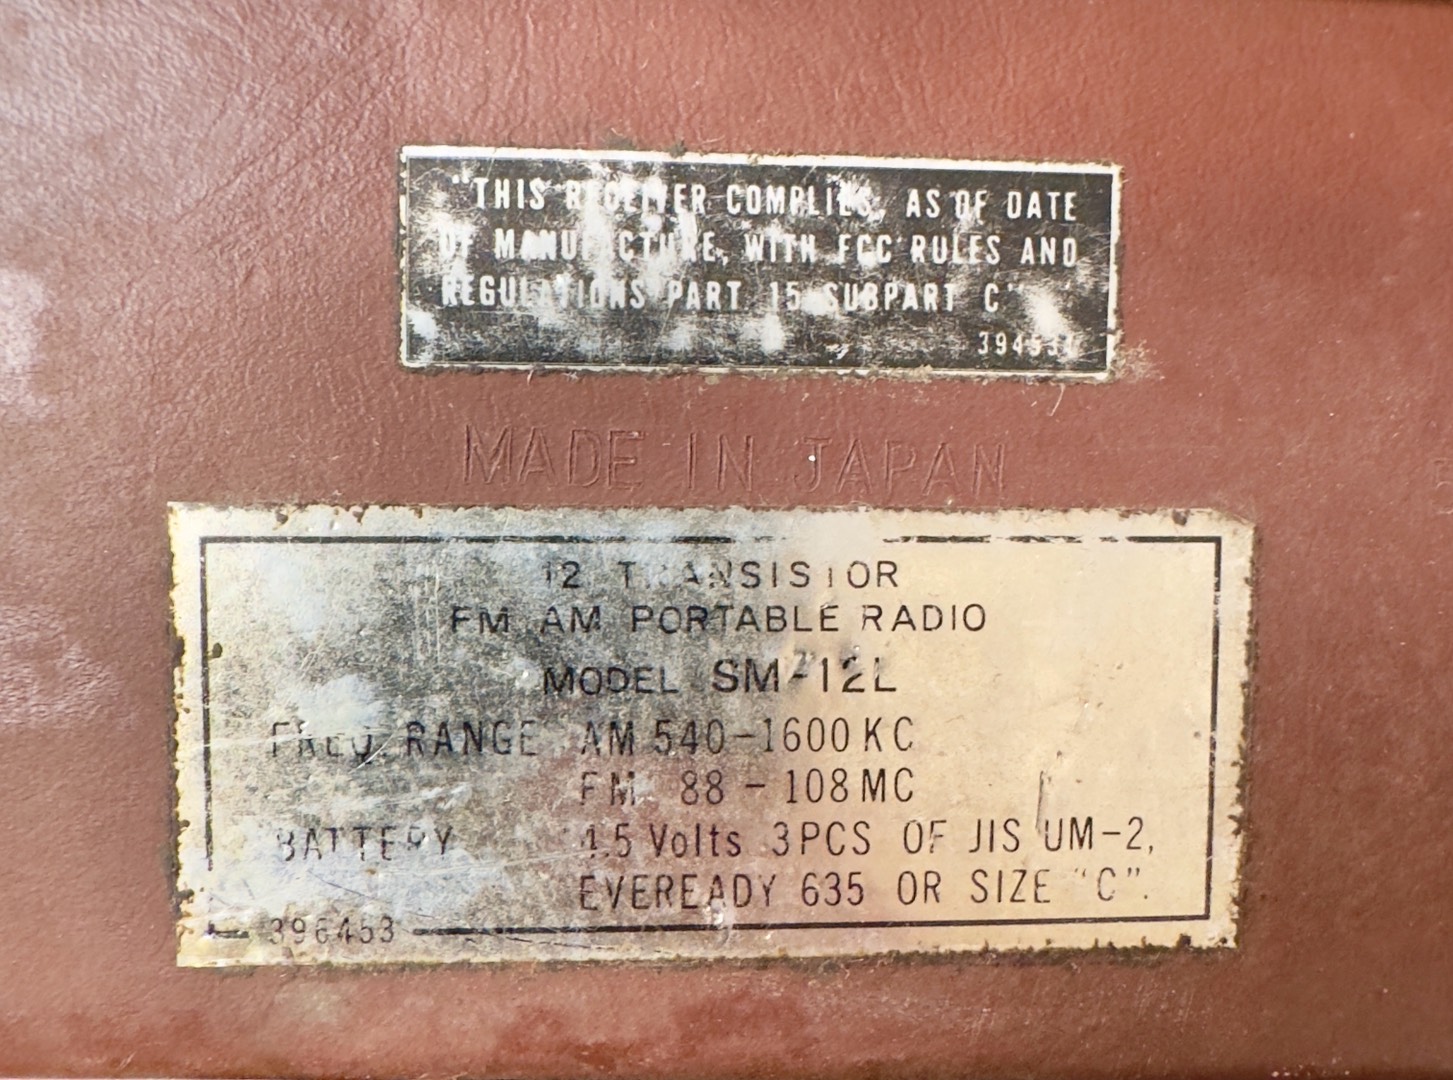 "THIS RECEIVER COMPLIES, AS OF DATE
OF MANUFACTURE, WITH FCC RULES AND
REGULATIONS PART 15 SUBPART C"
MADE IN JAPAN
12 TRANSISTOR
FM AM PORTABLE RADIO
MODEL SM-12L
FREQ. RANGE AM 540-1600 KC
FM 88-108 MC
BATTERY 4.5 Volts 3PCS OF JIS UM-2,
EVEREADY 635 OR SIZE "C".
396453